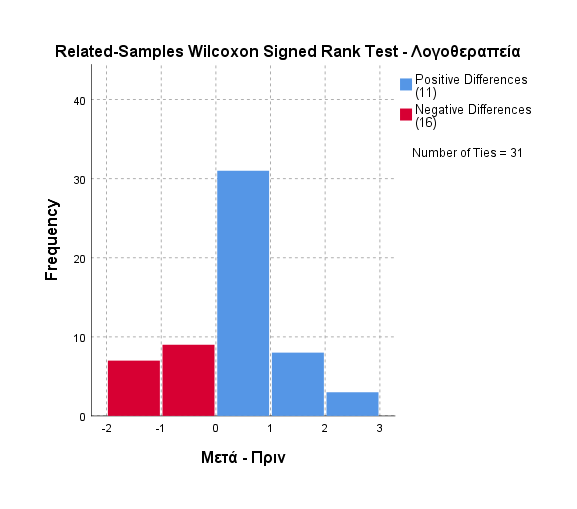 Related-Samples Wilcoxon Signed Rank Test - Λογοθεραπεία
Positive Differences
(11)
Negative Differences
(16)
Number of Ties = 31
Frequency
40
30
20
10
0
-2 -1 0 1 2 3
Μετά - Πριν